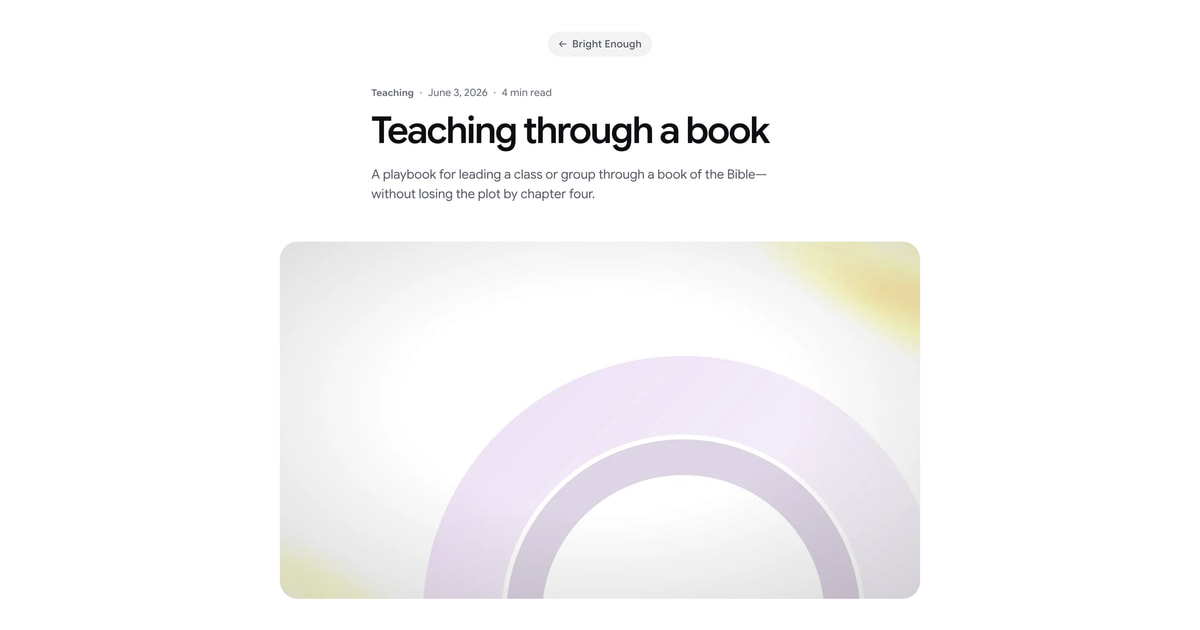 ← Bright Enough
Teaching · June 3, 2026 · 4 min read
Teaching through a book
A playbook for leading a class or group through a book of the Bible—
without losing the plot by chapter four.